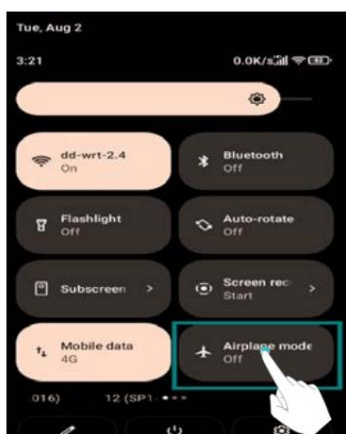 Tue, Aug 2
3:21 0.0K/s 82
dd-wrt-2.4
On
Bluetooth
Off
Flashlight
Off
Auto-rotate
Off
Subscreen
Screen rec
Start
Mobile data
4G
Airplane mode
Off
016) 12 (SP1.